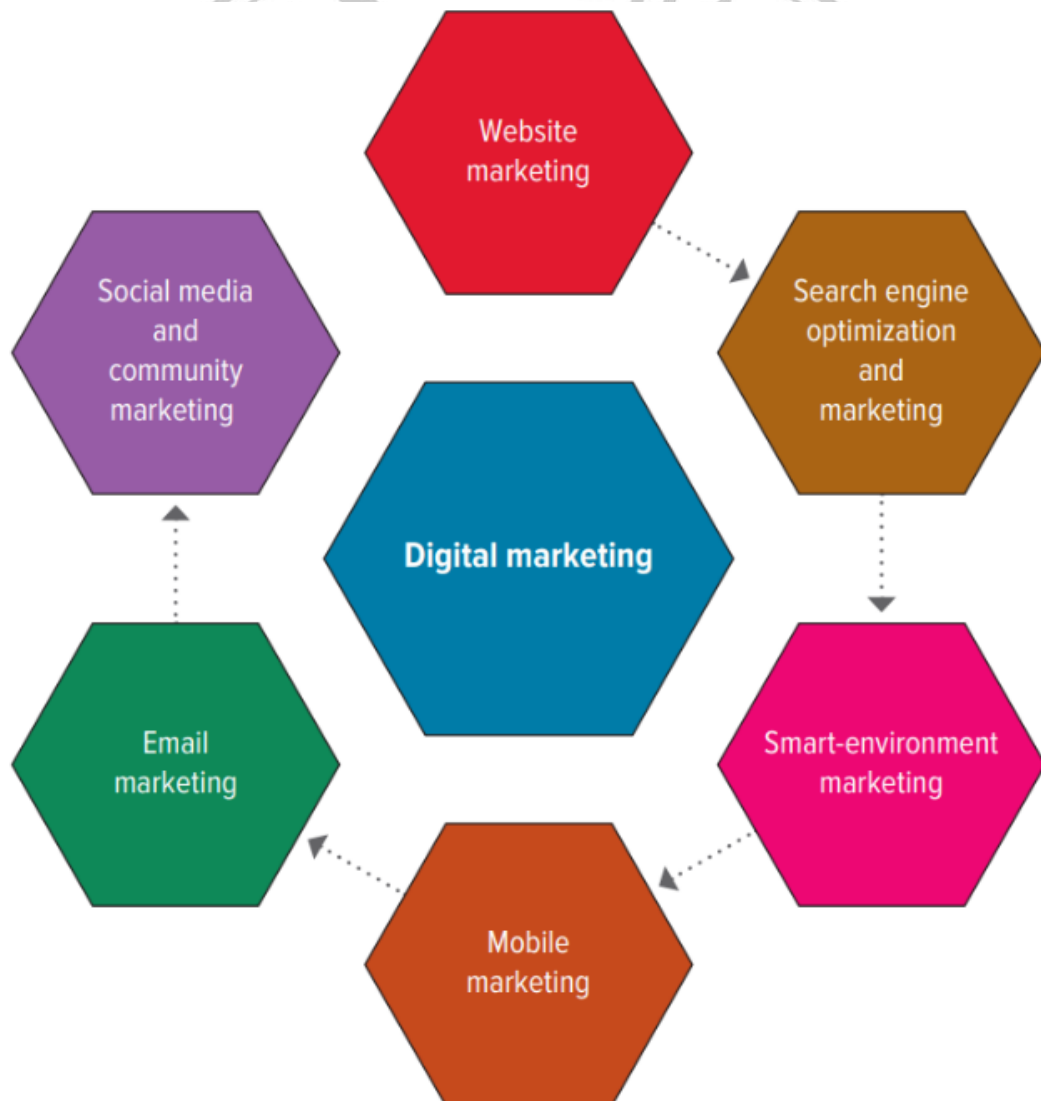 Website
marketing
Search engine
optimization
and
marketing
Smart-environment
marketing
Mobile
marketing
Email
marketing
Social media
and
community
marketing
Digital marketing